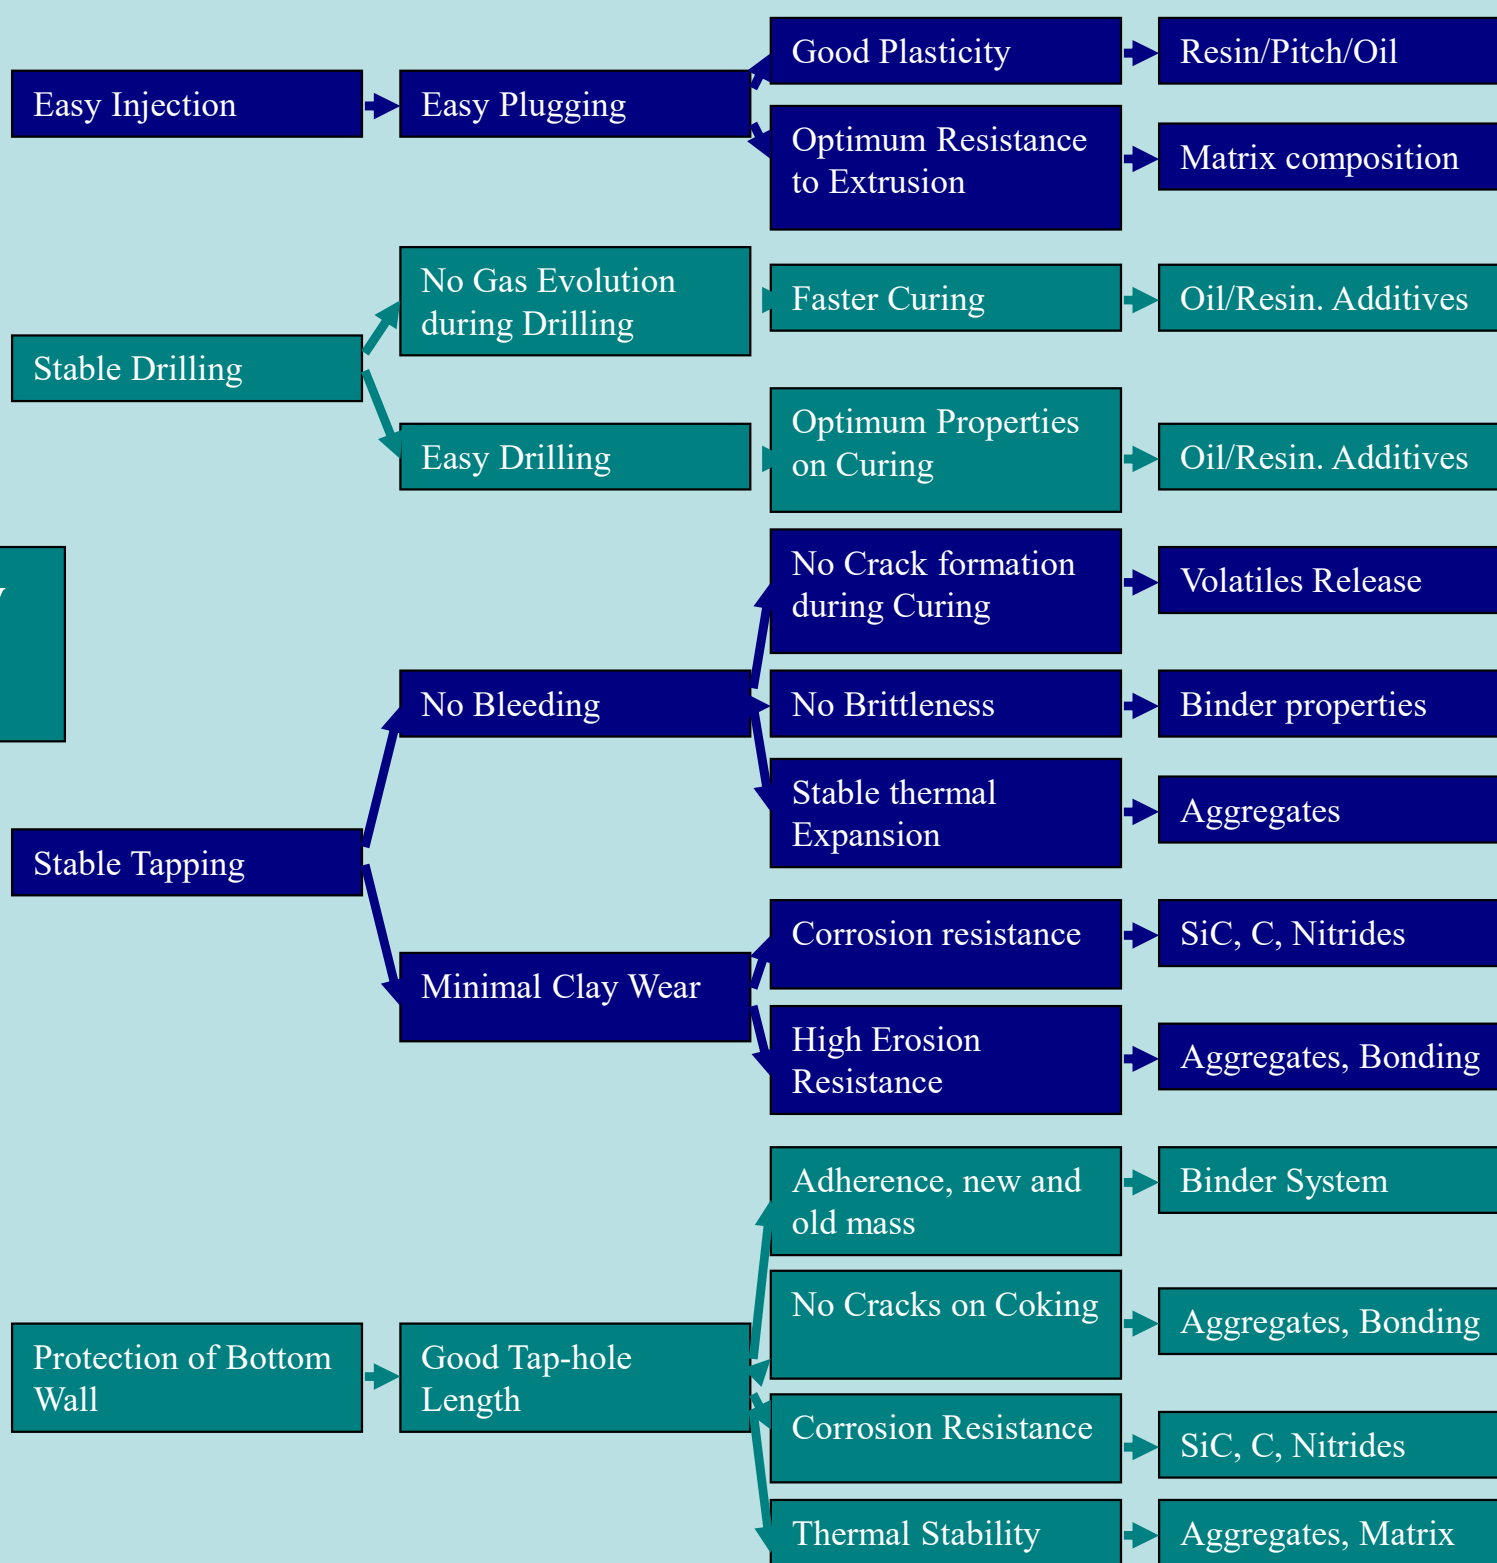 Easy Injection
Easy Plugging
Good Plasticity
Resin/Pitch/Oil
Optimum Resistance
to Extrusion
Matrix composition
Stable Drilling
No Gas Evolution
during Drilling
Faster Curing
Oil/Resin. Additives
Easy Drilling
Optimum Properties
on Curing
Oil/Resin. Additives
Stable Tapping
No Bleeding
No Crack formation
during Curing
Volatiles Release
No Brittleness
Binder properties
Stable thermal
Expansion
Aggregates
Minimal Clay Wear
Corrosion resistance
SiC, C, Nitrides
High Erosion
Resistance
Aggregates, Bonding
Protection of Bottom
Wall
Good Tap-hole
Length
Adherence, new and
old mass
Binder System
No Cracks on Coking
Aggregates, Bonding
Corrosion Resistance
SiC, C, Nitrides
Thermal Stability
Aggregates, Matrix